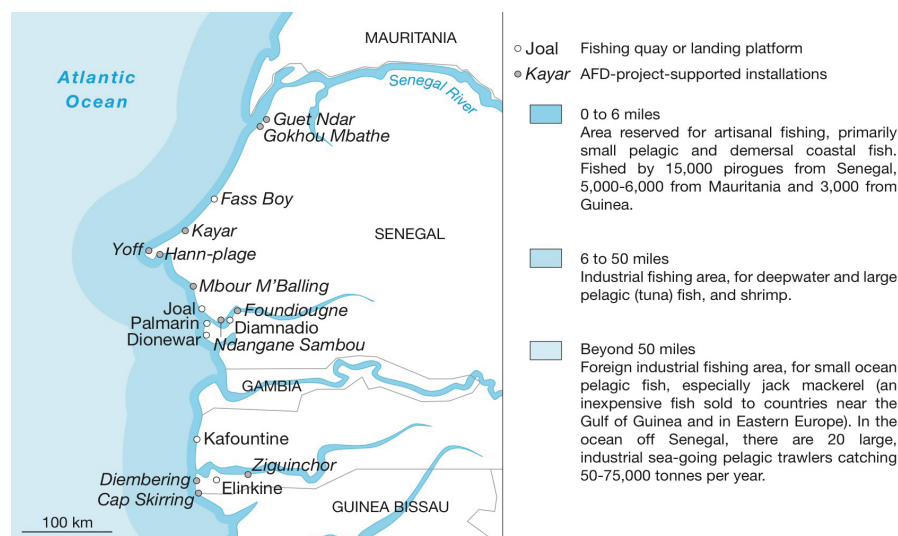 MAURITANIA
Atlantic
Ocean
Senegal River
Guet Ndar
Gokhou Mbathe
Fass Boy
Kayar
SENEGAL
Yoff
Hann-plage
Mbour M'Balling
Joal
Foundiougne
Palmarin
Diamnadio
Dionewar
Ndangane Sambou
GAMBIA
Kafountine
Ziguinchor
Diembering
Elinkine
Cap Skirring
GUINEA BISSAU
100 km
Joal Fishing quay or landing platform
Kayar AFD-project-supported installations
0 to 6 miles
Area reserved for artisanal fishing, primarily
small pelagic and demersal coastal fish.
Fished by 15,000 pirogues from Senegal,
5,000-6,000 from Mauritania and 3,000 from
Guinea.
6 to 50 miles
Industrial fishing area, for deepwater and large
pelagic (tuna) fish, and shrimp.
Beyond 50 miles
Foreign industrial fishing area, for small ocean
pelagic fish, especially jack mackerel (an
inexpensive fish sold to countries near the
Gulf of Guinea and in Eastern Europe). In the
ocean off Senegal, there are 20 large,
industrial sea-going pelagic trawlers catching
50-75,000 tonnes per year.